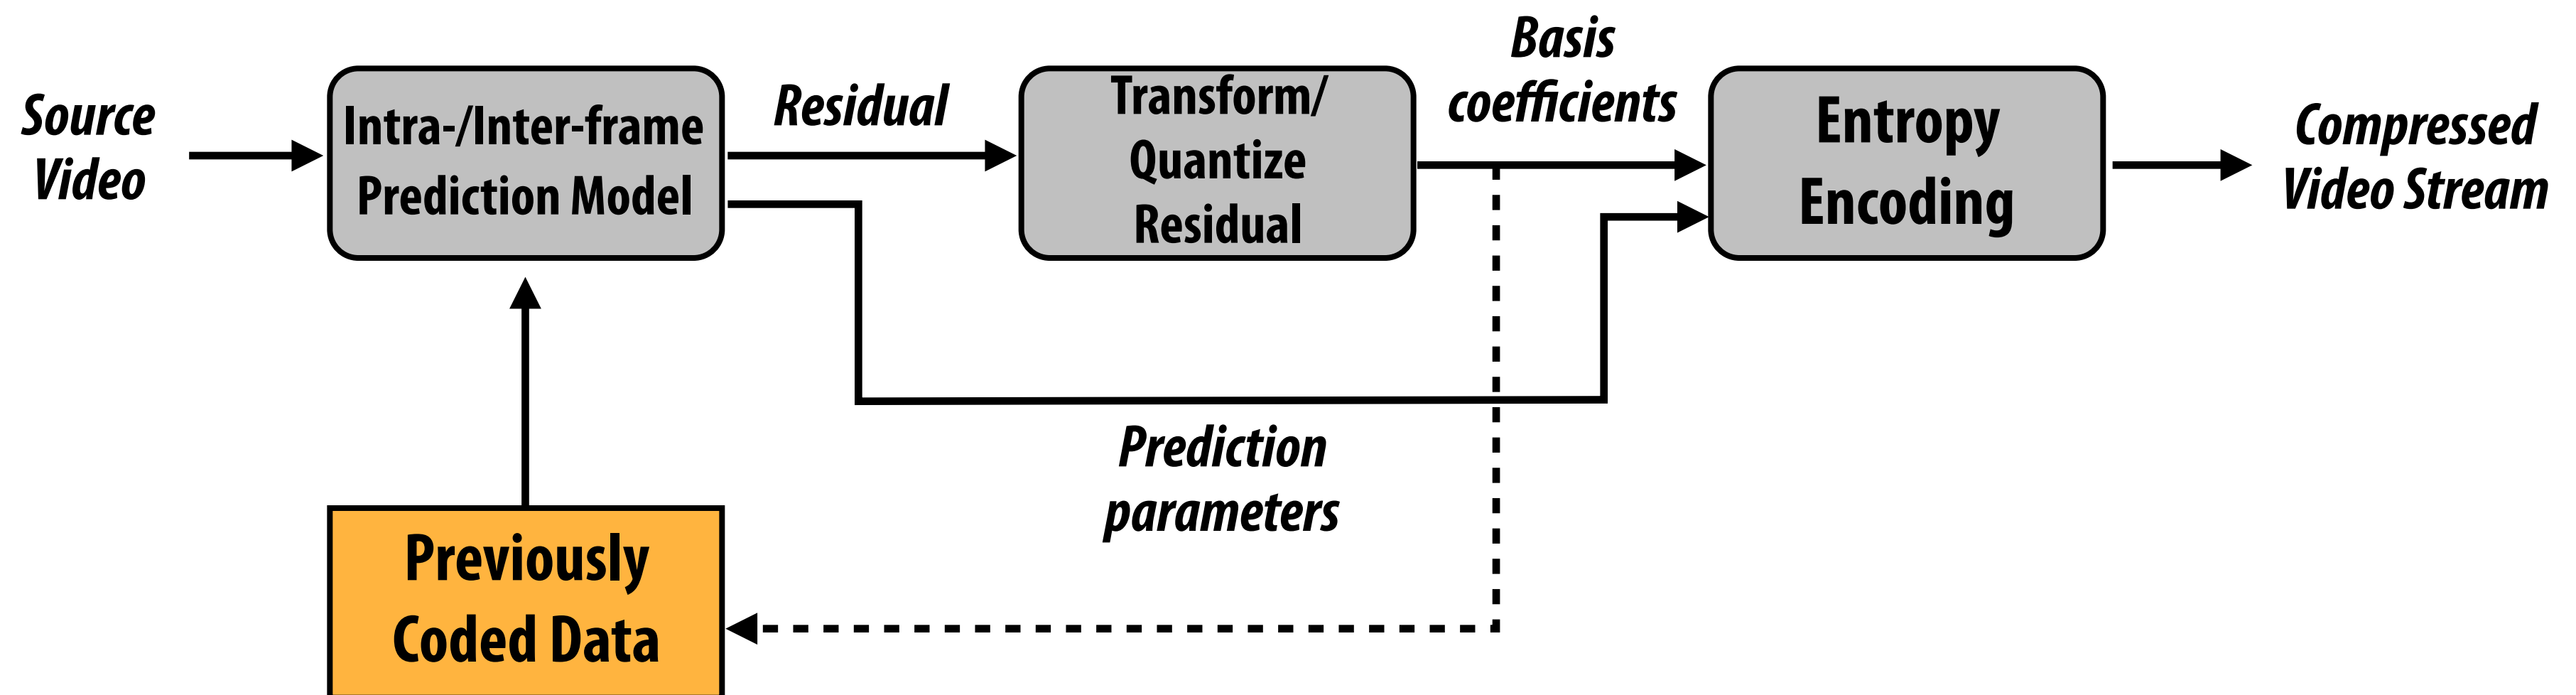 Source
Video
Intra-/Inter-frame
Prediction Model
Residual
Transform/
Quantize
Residual
Basis
coefficients
Entropy
Encoding
Compressed
Video Stream
Prediction
parameters
Previously
Coded Data